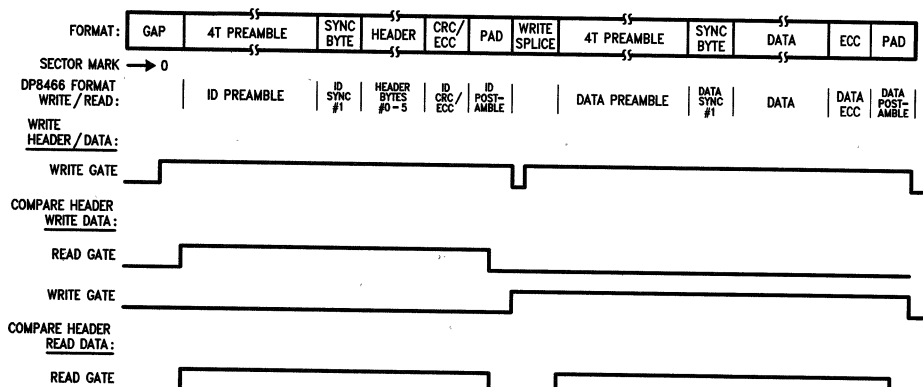 FORMAT: GAP 4T PREAMBLE SYNC BYTE HEADER CRC/ECC PAD WRITE SPLICE 4T PREAMBLE SYNC BYTE DATA ECC PAD
SECTOR MARK → 0
DP8466 FORMAT
WRITE/READ: ID PREAMBLE ID SYNC #1 HEADER BYTES #0-5 ID CRC/ECC ID POST-AMBLE DATA PREAMBLE DATA SYNC #1 DATA DATA ECC DATA POST-AMBLE
WRITE
HEADER/DATA:
WRITE GATE
COMPARE HEADER
WRITE DATA:
READ GATE
WRITE GATE
COMPARE HEADER
READ DATA:
READ GATE